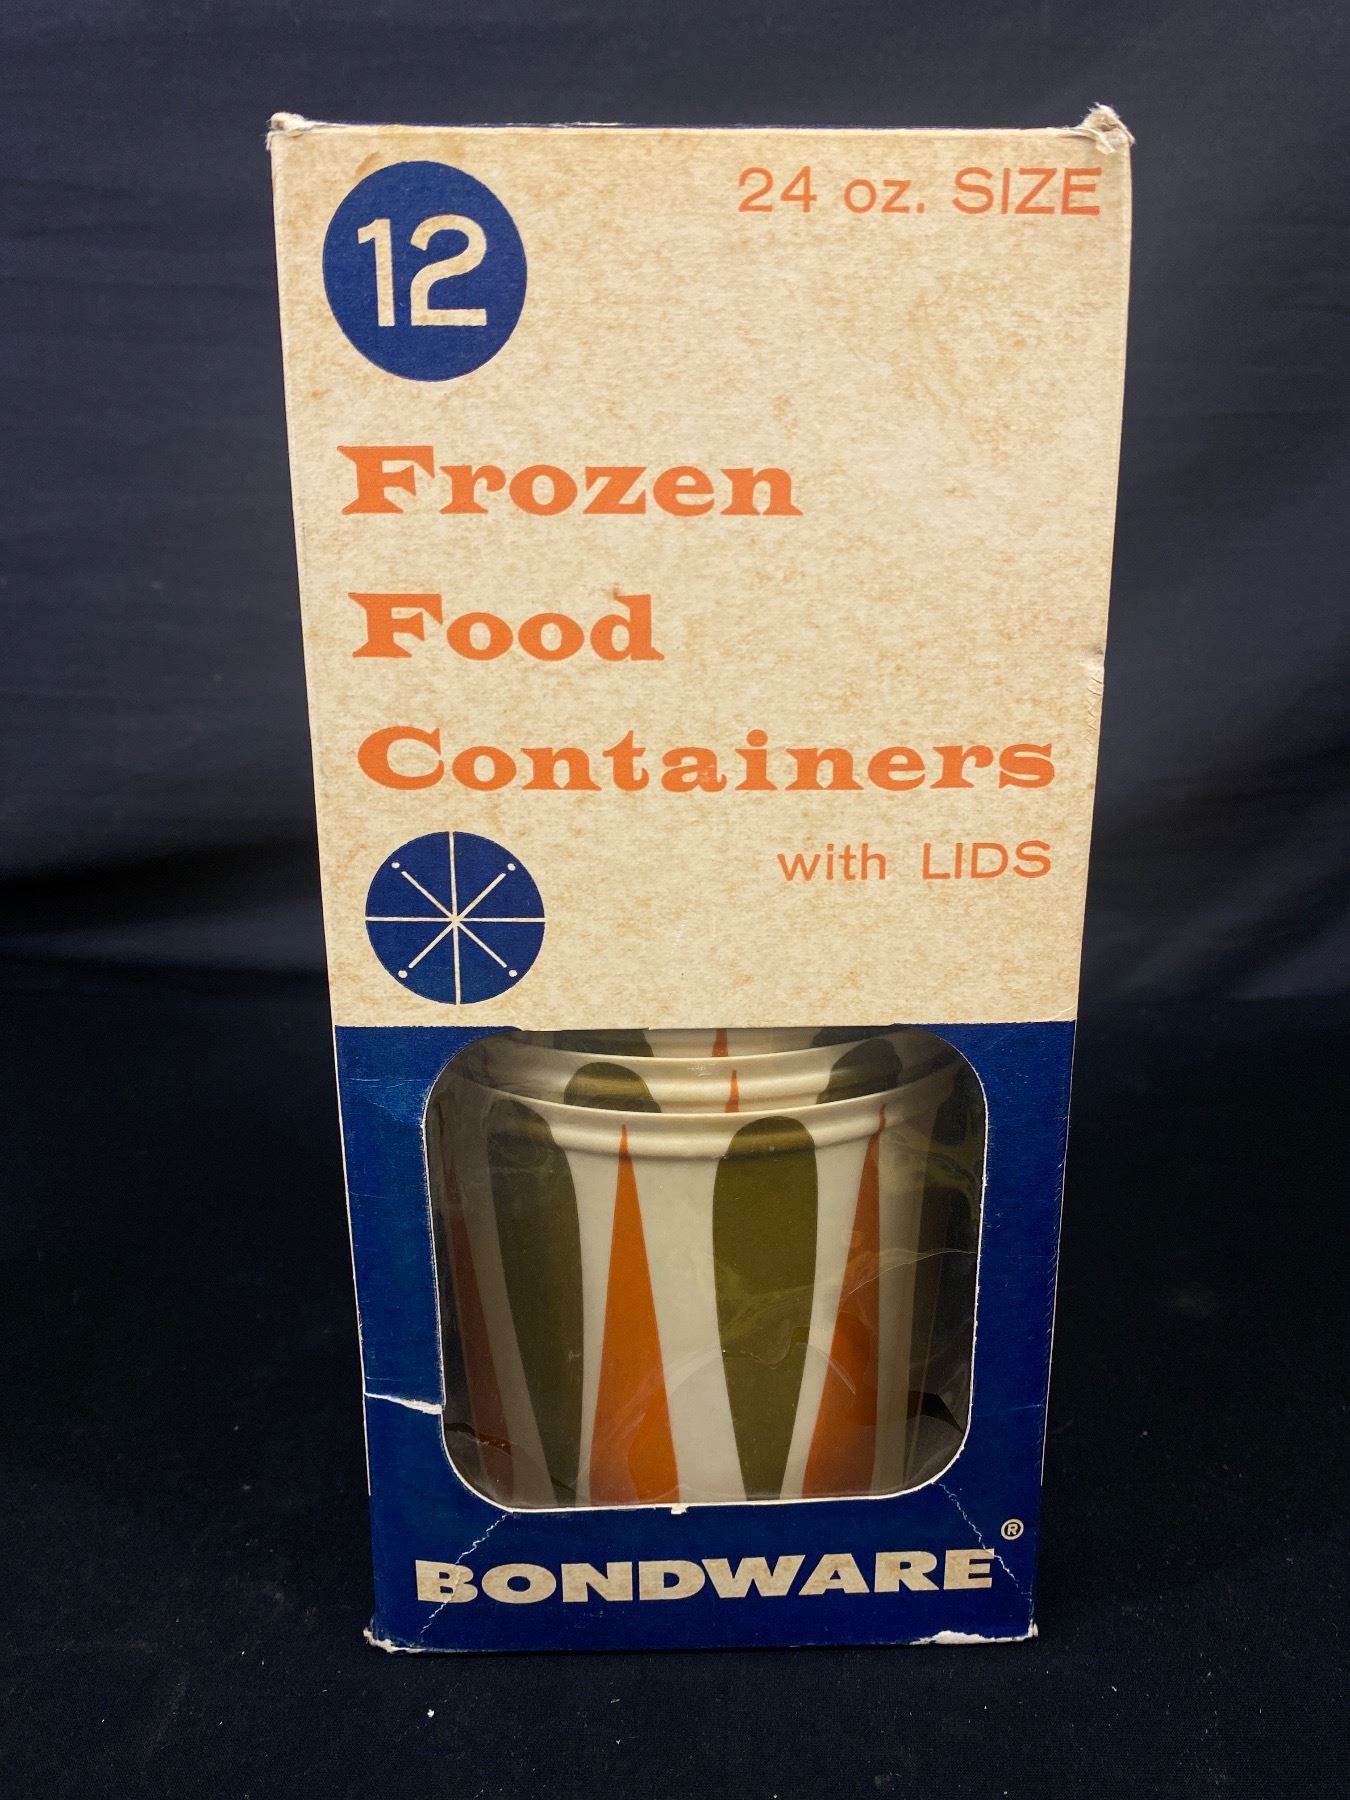 12
24 oz. SIZE
Frozen
Food
Containers
with LIDS
BONDWARE®